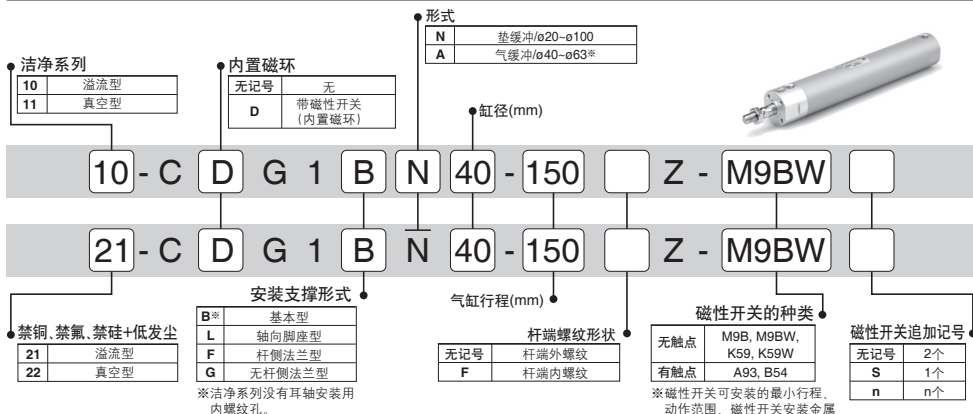 形式
N 垫缓冲/ø20~ø100
A 气缓冲/ø40~ø63※
洁净系列
10 溢流型
11 真空型
内置磁环
无记号 无
D 带磁性开关
(内置磁环)
缸径(mm)
10 - C D G 1 B N 40 - 150 Z - M9BW
21 - C D G 1 B N 40 - 150 Z - M9BW
禁铜、禁氟、禁硅+低发尘
21 溢流型
22 真空型
安装支撑形式
B※ 基本型
L 轴向脚座型
F 杆侧法兰型
G 无杆侧法兰型
※洁净系列没有耳轴安装用
内螺纹孔。
气缸行程(mm)
杆端螺纹形状
无记号 杆端外螺纹
F 杆端内螺纹
磁性开关的种类
无触点 M9B, M9BW,
K59, K59W
有触点 A93, B54
※磁性开关可安装的最小行程、
动作范围、磁性开关安装金属
磁性开关追加记号
无记号 2个
S 1个
n n个